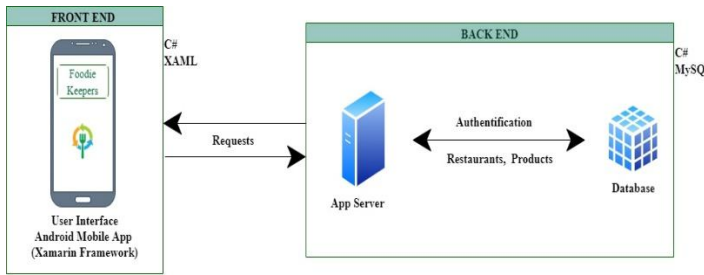 FRONT END
C#
XAML
Foodie
Keepers
User Interface
Android Mobile App
(Xamarin Framework)
Requests
BACK END
C#
MySQ
App Server
Authentification
Restaurants, Products
Database